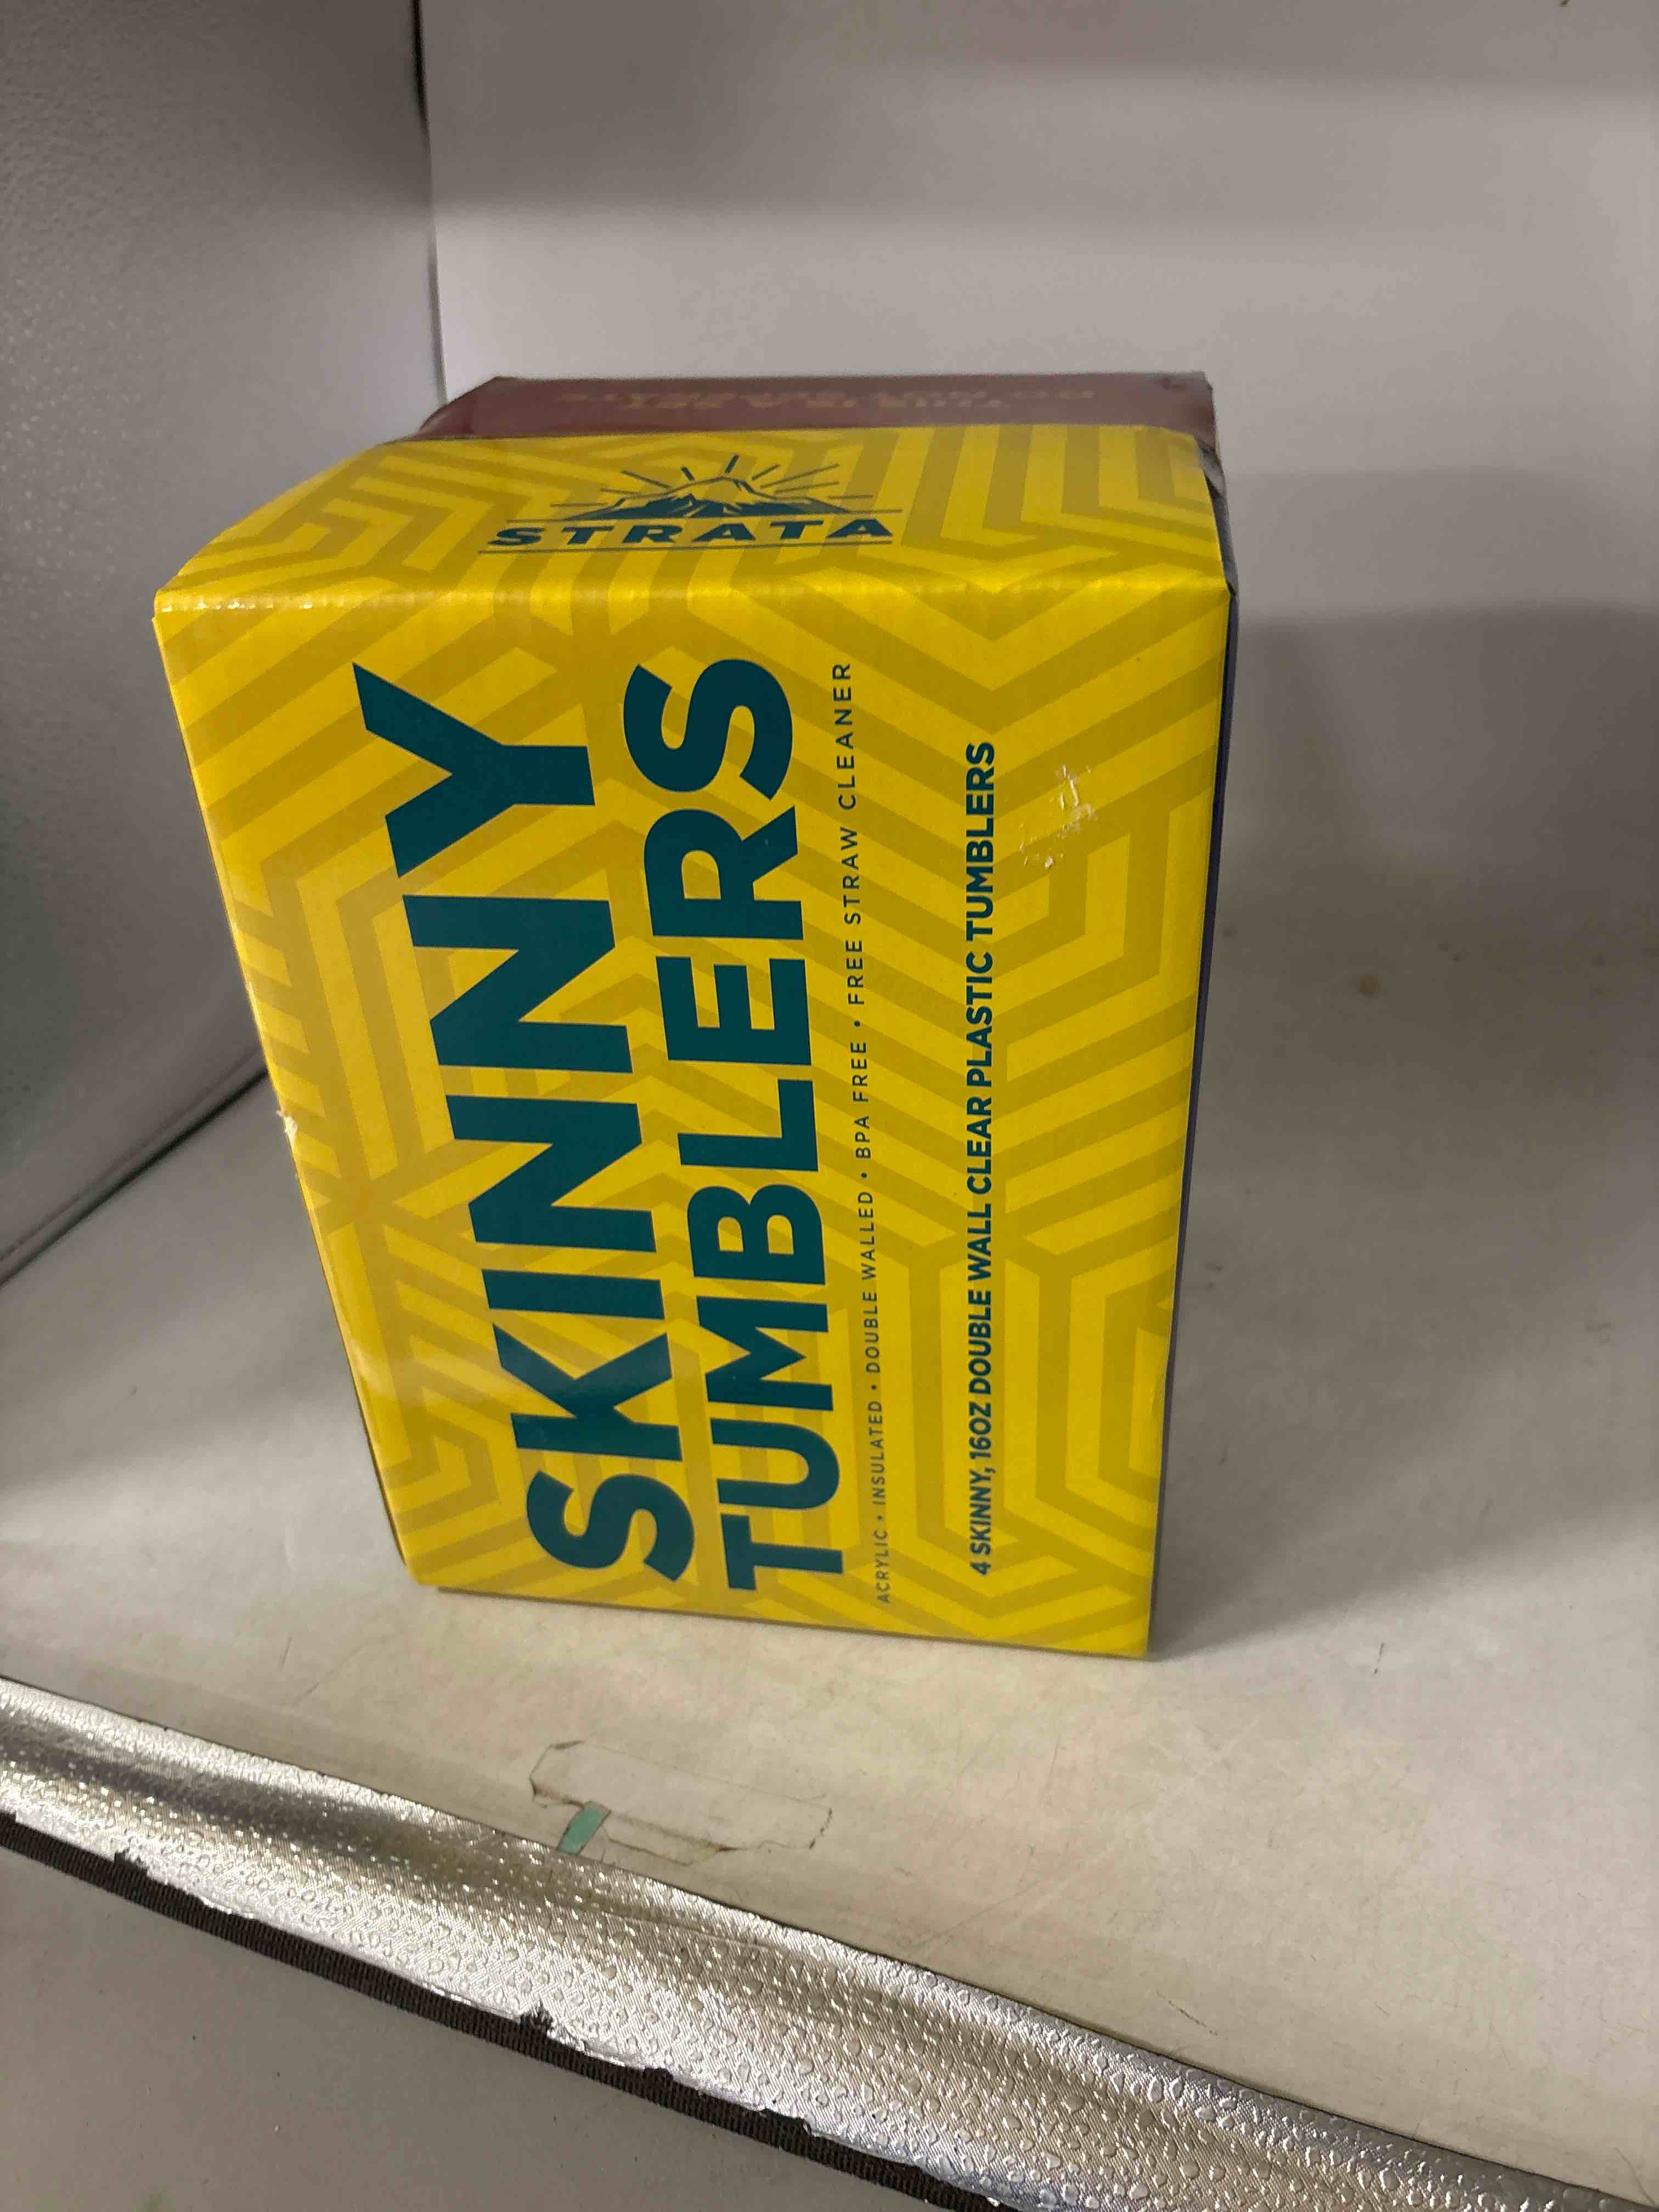 STRATA
SKINNY
TUMBLERS
ACRYLIC • INSULATED • DOUBLE WALLED • BPA FREE • FREE STRAW CLEANER
4 SKINNY, 16OZ DOUBLE WALL CLEAR PLASTIC TUMBLERS